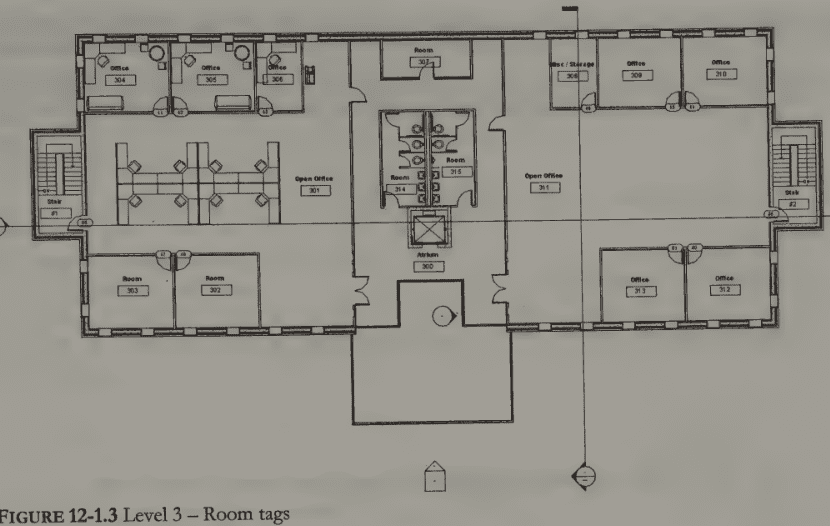 Room
307
Office
304
Office
305
Office
306
Misc / Storage
308
Office
309
Office
310
Open Office
301
Room
314
Room
315
Open Office
311
Stair
#1
Stair
#2
Atrium
300
Room
303
Room
302
Office
313
Office
312
FIGURE 12-1.3 Level 3 – Room tags